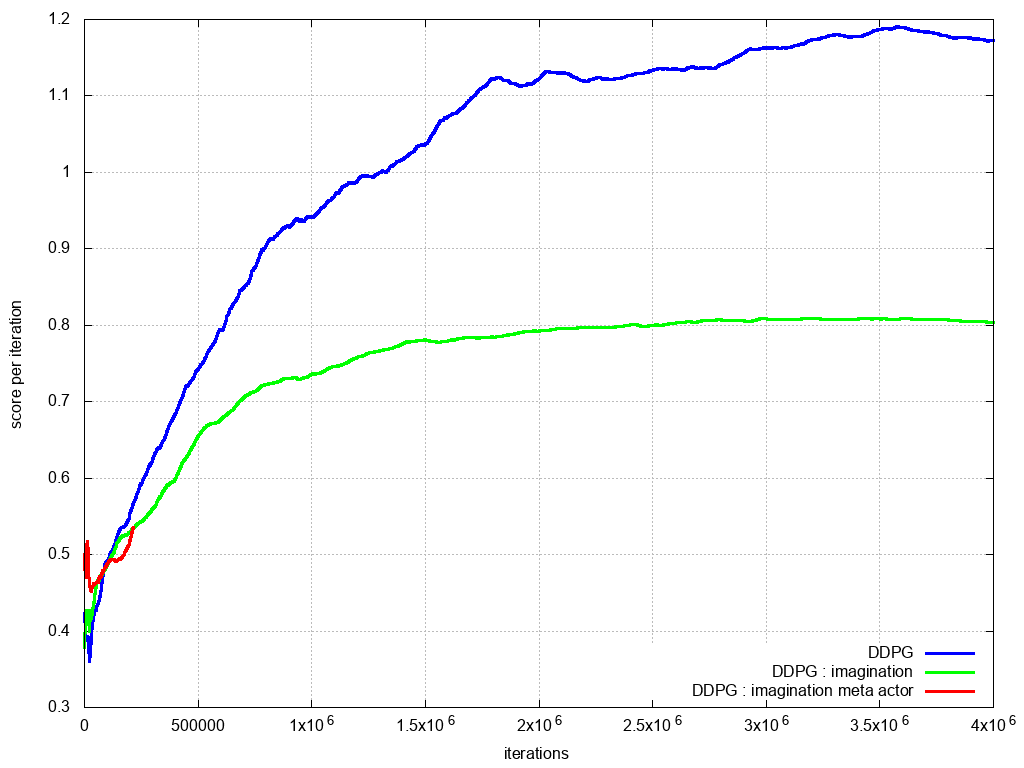 1.2
1.1
1
0.9
0.8
0.7
0.6
0.5
0.4
0.3
score per iteration
DDPG
DDPG : imagination
DDPG : imagination meta actor
0 500000 1x10^6 1.5x10^6 2x10^6 2.5x10^6 3x10^6 3.5x10^6 4x10^6
iterations